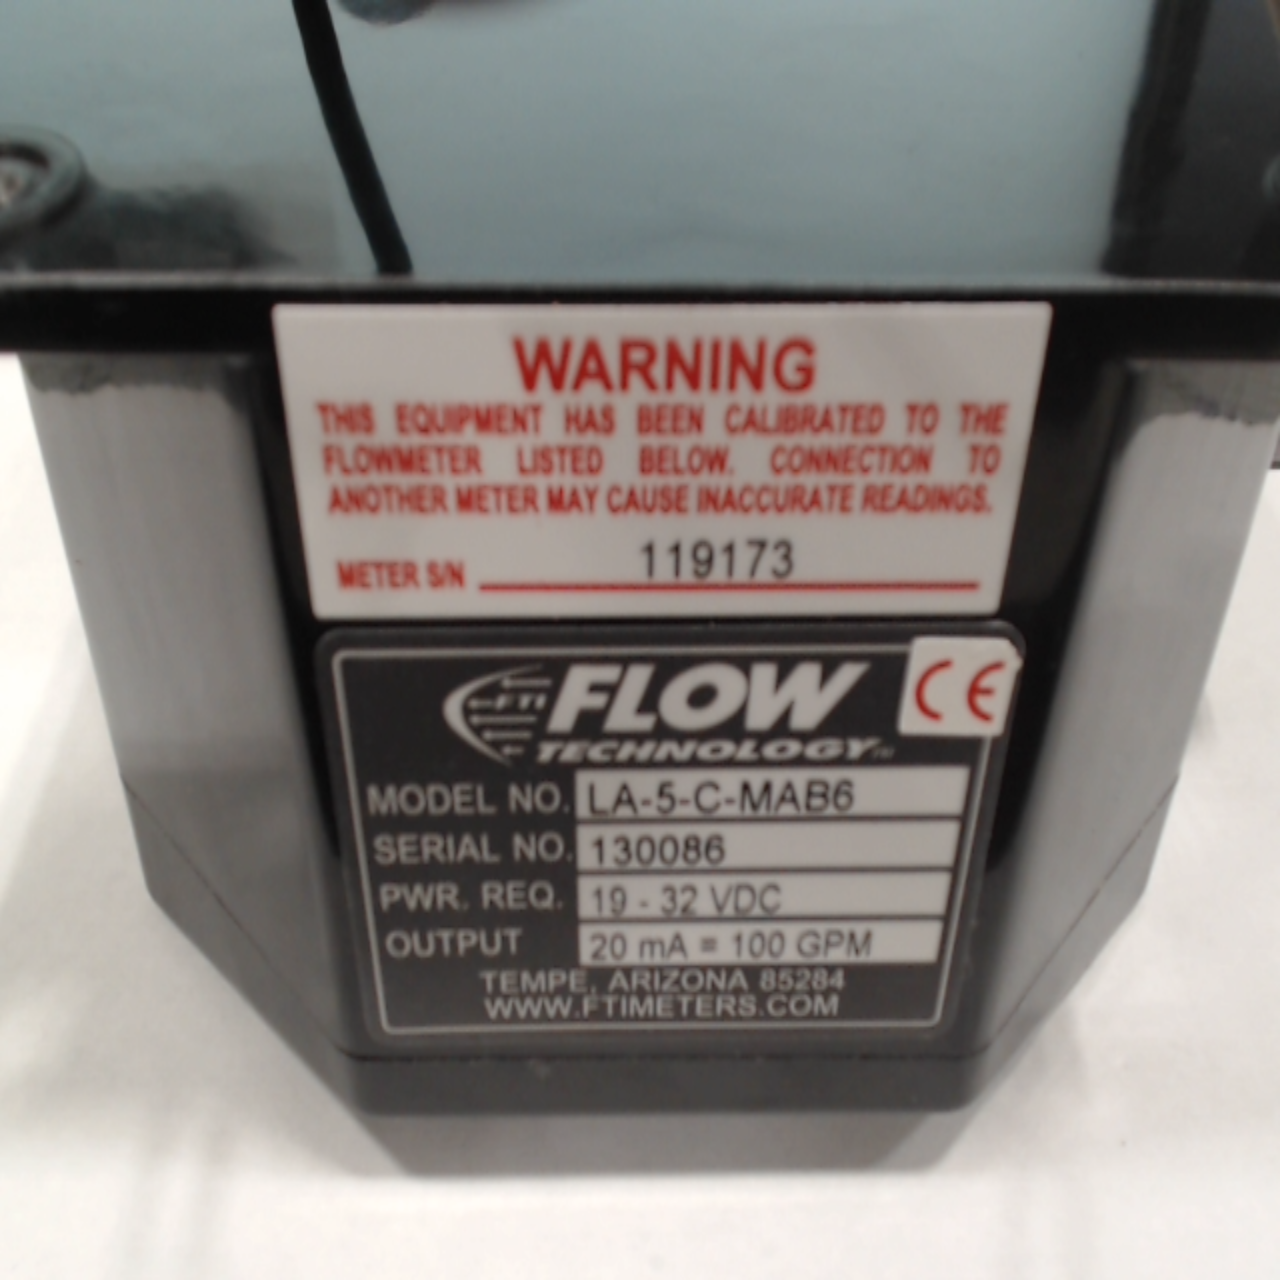 WARNING
THIS EQUIPMENT HAS BEEN CALIBRATED TO THE
FLOWMETER LISTED BELOW. CONNECTION TO
ANOTHER METER MAY CAUSE INACCURATE READINGS.
METER S/N 119173
FTI FLOW
TECHNOLOGY™
CE
MODEL NO. LA-5-C-MAB6
SERIAL NO. 130086
PWR. REQ. 19 - 32 VDC
OUTPUT 20 mA = 100 GPM
TEMPE, ARIZONA 85284
WWW.FTIMETERS.COM